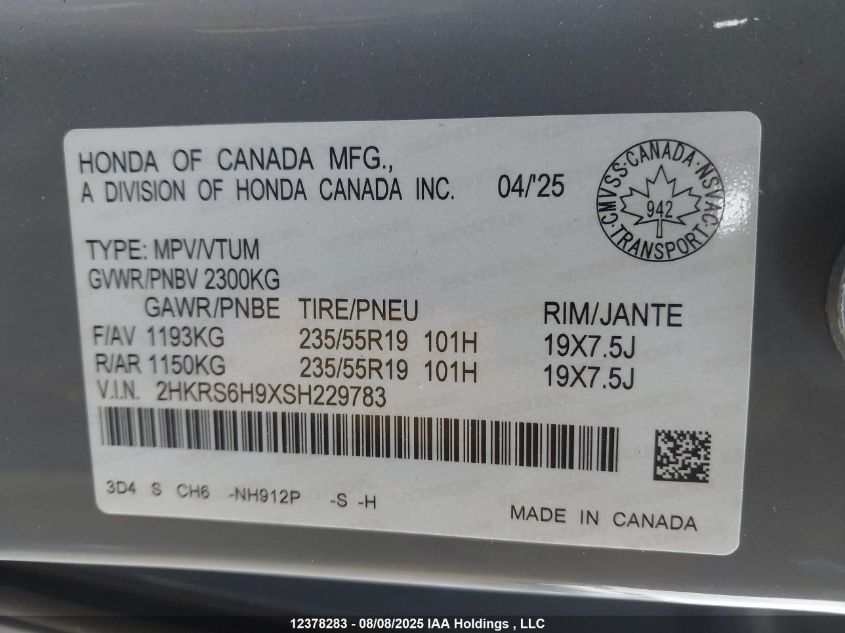 HONDA OF CANADA MFG.,
A DIVISION OF HONDA CANADA INC. 04/'25
CMVSS·CANADA·NSVAC·TRANSPORT·
942
TYPE: MPV/VTUM
GVWR/PNBV 2300KG
GAWR/PNBE TIRE/PNEU RIM/JANTE
F/AV 1193KG 235/55R19 101H 19X7.5J
R/AR 1150KG 235/55R19 101H 19X7.5J
V.I.N. 2HKRS6H9XSH229783
3D4 S CH6 -NH912P -S -H
MADE IN CANADA
12378283 - 08/08/2025 IAA Holdings , LLC